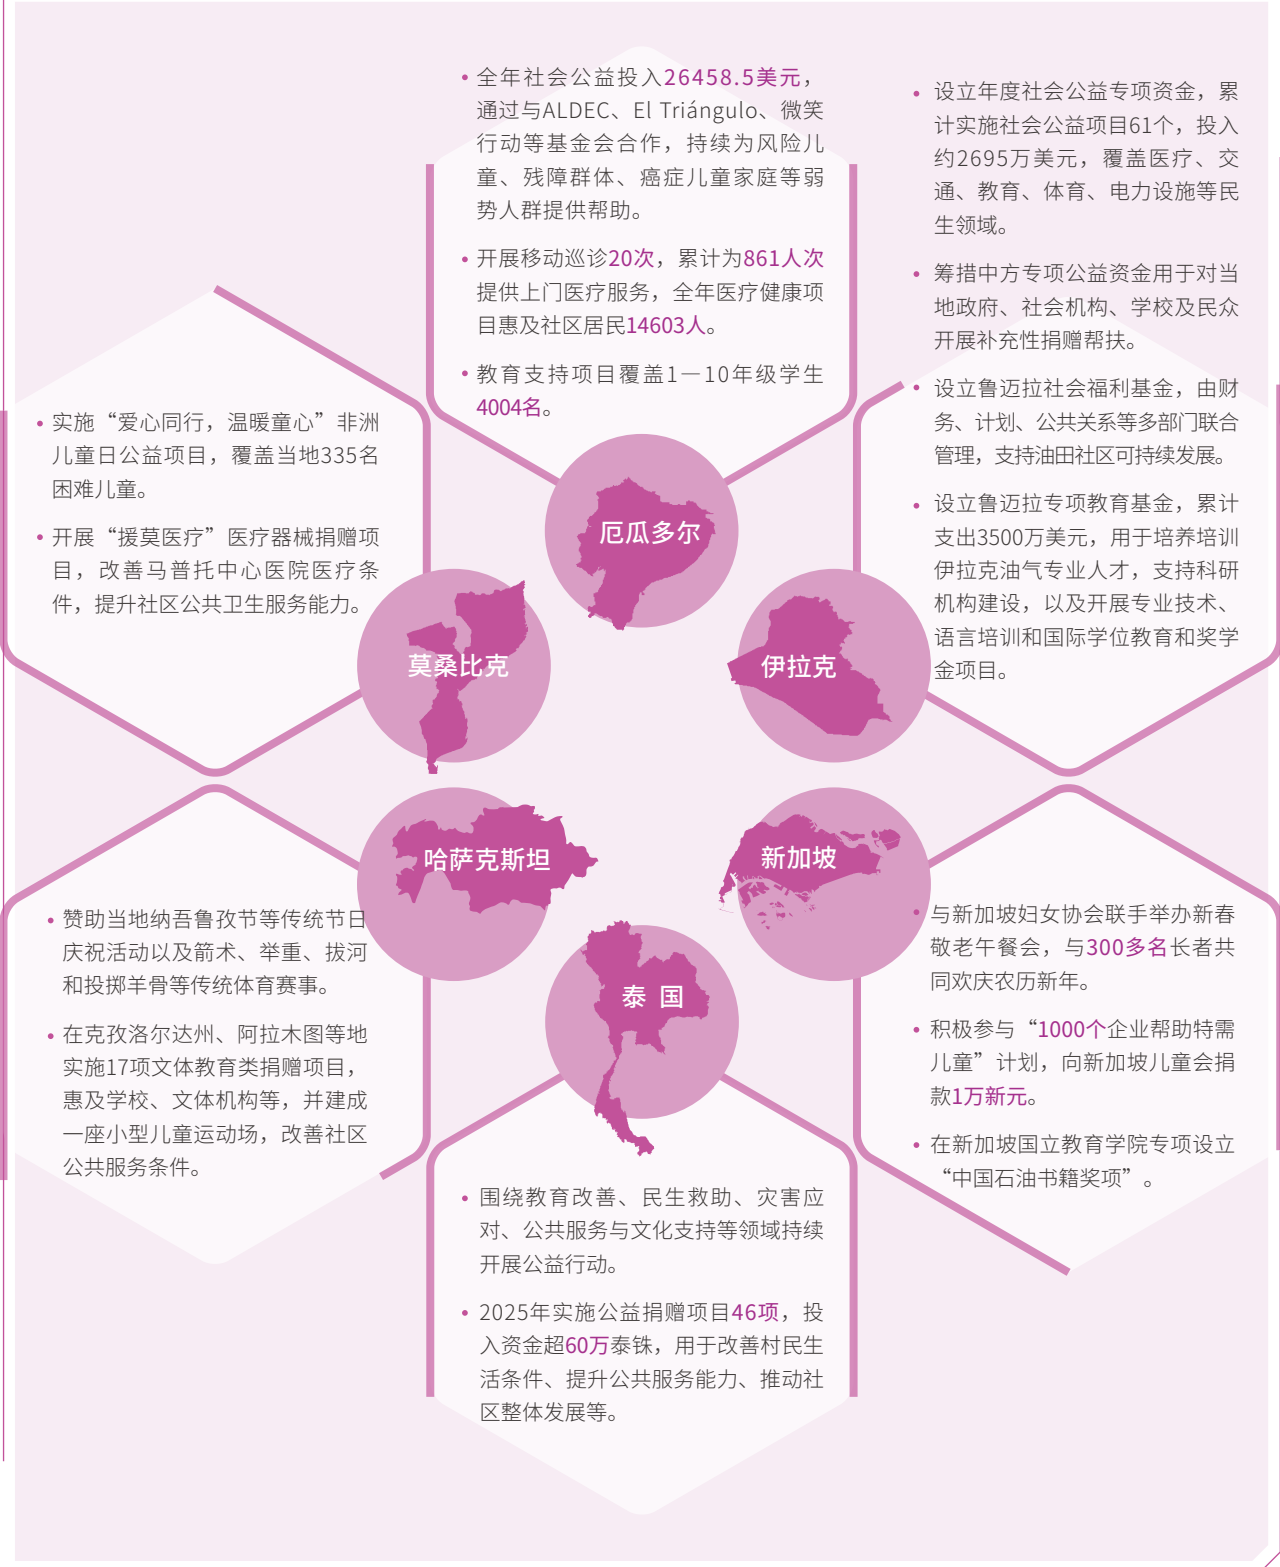 • 全年社会公益投入26458.5美元，
通过与ALDEC、El Triángulo、微笑
行动等基金会合作，持续为风险儿
童、残障群体、癌症儿童家庭等弱
势人群提供帮助。
• 开展移动巡诊20次，累计为861人次
提供上门医疗服务，全年医疗健康项
目惠及社区居民14603人。
• 教育支持项目覆盖1—10年级学生
4004名。
厄瓜多尔
• 设立年度社会公益专项资金，累
计实施社会公益项目61个，投入
约2695万美元，覆盖医疗、交
通、教育、体育、电力设施等民
生领域。
• 筹措中方专项公益资金用于对当
地政府、社会机构、学校及民众
开展补充性捐赠帮扶。
• 设立鲁迈拉社会福利基金，由财
务、计划、公共关系等多部门联合
管理，支持油田社区可持续发展。
• 设立鲁迈拉专项教育基金，累计
支出3500万美元，用于培养培训
伊拉克油气专业人才，支持科研
机构建设，以及开展专业技术、
语言培训和国际学位教育和奖学
金项目。
伊拉克
• 实施“爱心同行，温暖童心”非洲
儿童日公益项目，覆盖当地335名
困难儿童。
• 开展“援莫医疗”医疗器械捐赠项
目，改善马普托中心医院医疗条
件，提升社区公共卫生服务能力。
莫桑比克
哈萨克斯坦
• 赞助当地纳吾鲁孜节等传统节日
庆祝活动以及箭术、举重、拔河
和投掷羊骨等传统体育赛事。
• 在克孜洛尔达州、阿拉木图等地
实施17项文体教育类捐赠项目，
惠及学校、文体机构等，并建成
一座小型儿童运动场，改善社区
公共服务条件。
新加坡
• 与新加坡妇女协会联手举办新春
敬老午餐会，与300多名长者共
同欢庆农历新年。
• 积极参与“1000个企业帮助特需
儿童”计划，向新加坡儿童会捐
款1万新元。
• 在新加坡国立教育学院专项设立
“中国石油书籍奖项”。
泰 国
• 围绕教育改善、民生救助、灾害应
对、公共服务与文化支持等领域持续
开展公益行动。
• 2025年实施公益捐赠项目46项，投
入资金超60万泰铢，用于改善村民生
活条件、提升公共服务能力、推动社
区整体发展等。